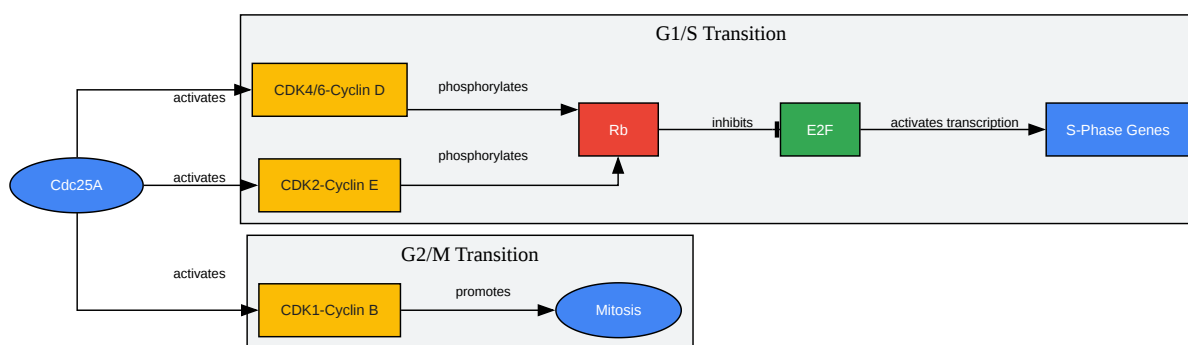 G1/S Transition
activates
CDK4/6-Cyclin D
phosphorylates
Rb
inhibits
E2F
activates transcription
S-Phase Genes
phosphorylates
Cdc25A
activates
CDK2-Cyclin E
G2/M Transition
activates
CDK1-Cyclin B
promotes
Mitosis